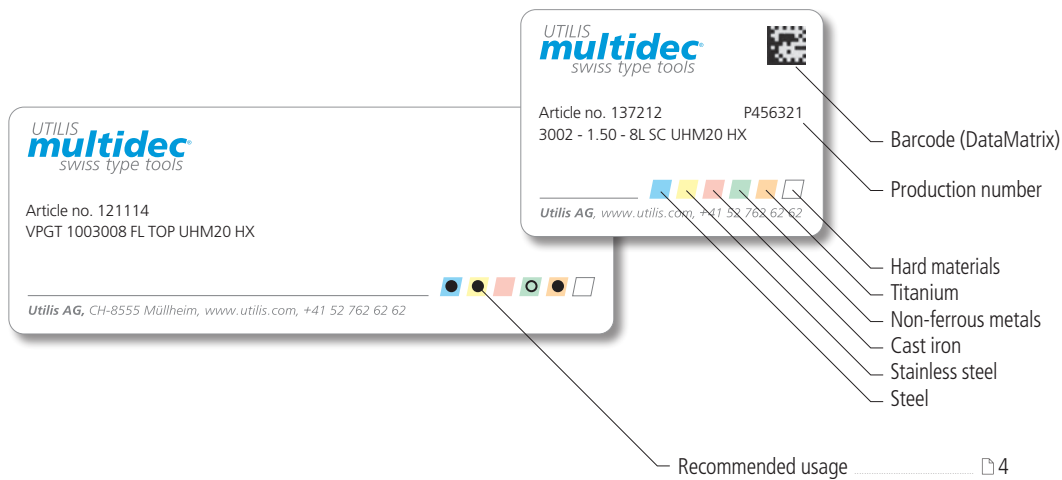 UTILIS
multidec®
swiss type tools
Article no. 121114
VPGT 1003008 FL TOP UHM20 HX
Utilis AG, CH-8555 Müllheim, www.utilis.com, +41 52 762 62 62
UTILIS
multidec®
swiss type tools
Article no. 137212 P456321
3002 - 1.50 - 8L SC UHM20 HX
Utilis AG, www.utilis.com, +41 52 762 62 62
Barcode (DataMatrix)
Production number
Hard materials
Titanium
Non-ferrous metals
Cast iron
Stainless steel
Steel
Recommended usage 4